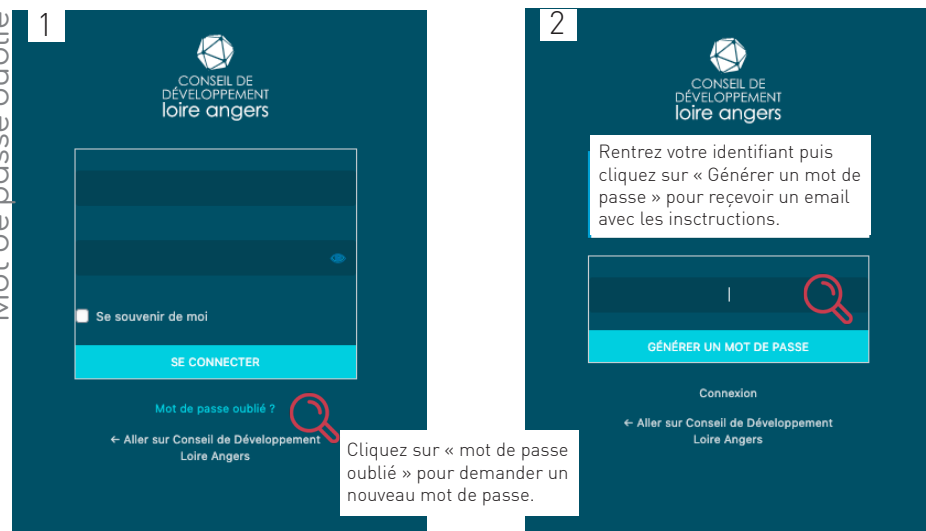 Mot de passe oublié
1
CONSEIL DE
DÉVELOPPEMENT
loire angers
Se souvenir de moi
SE CONNECTER
Mot de passe oublié ?
← Aller sur Conseil de Développement
Loire Angers
Cliquez sur « mot de passe
oublié » pour demander un
nouveau mot de passe.
2
CONSEIL DE
DÉVELOPPEMENT
loire angers
Rentrez votre identifiant puis
cliquez sur « Générer un mot de
passe » pour reçevoir un email
avec les insctructions.
GÉNÉRER UN MOT DE PASSE
Connexion
← Aller sur Conseil de Développement
Loire Angers